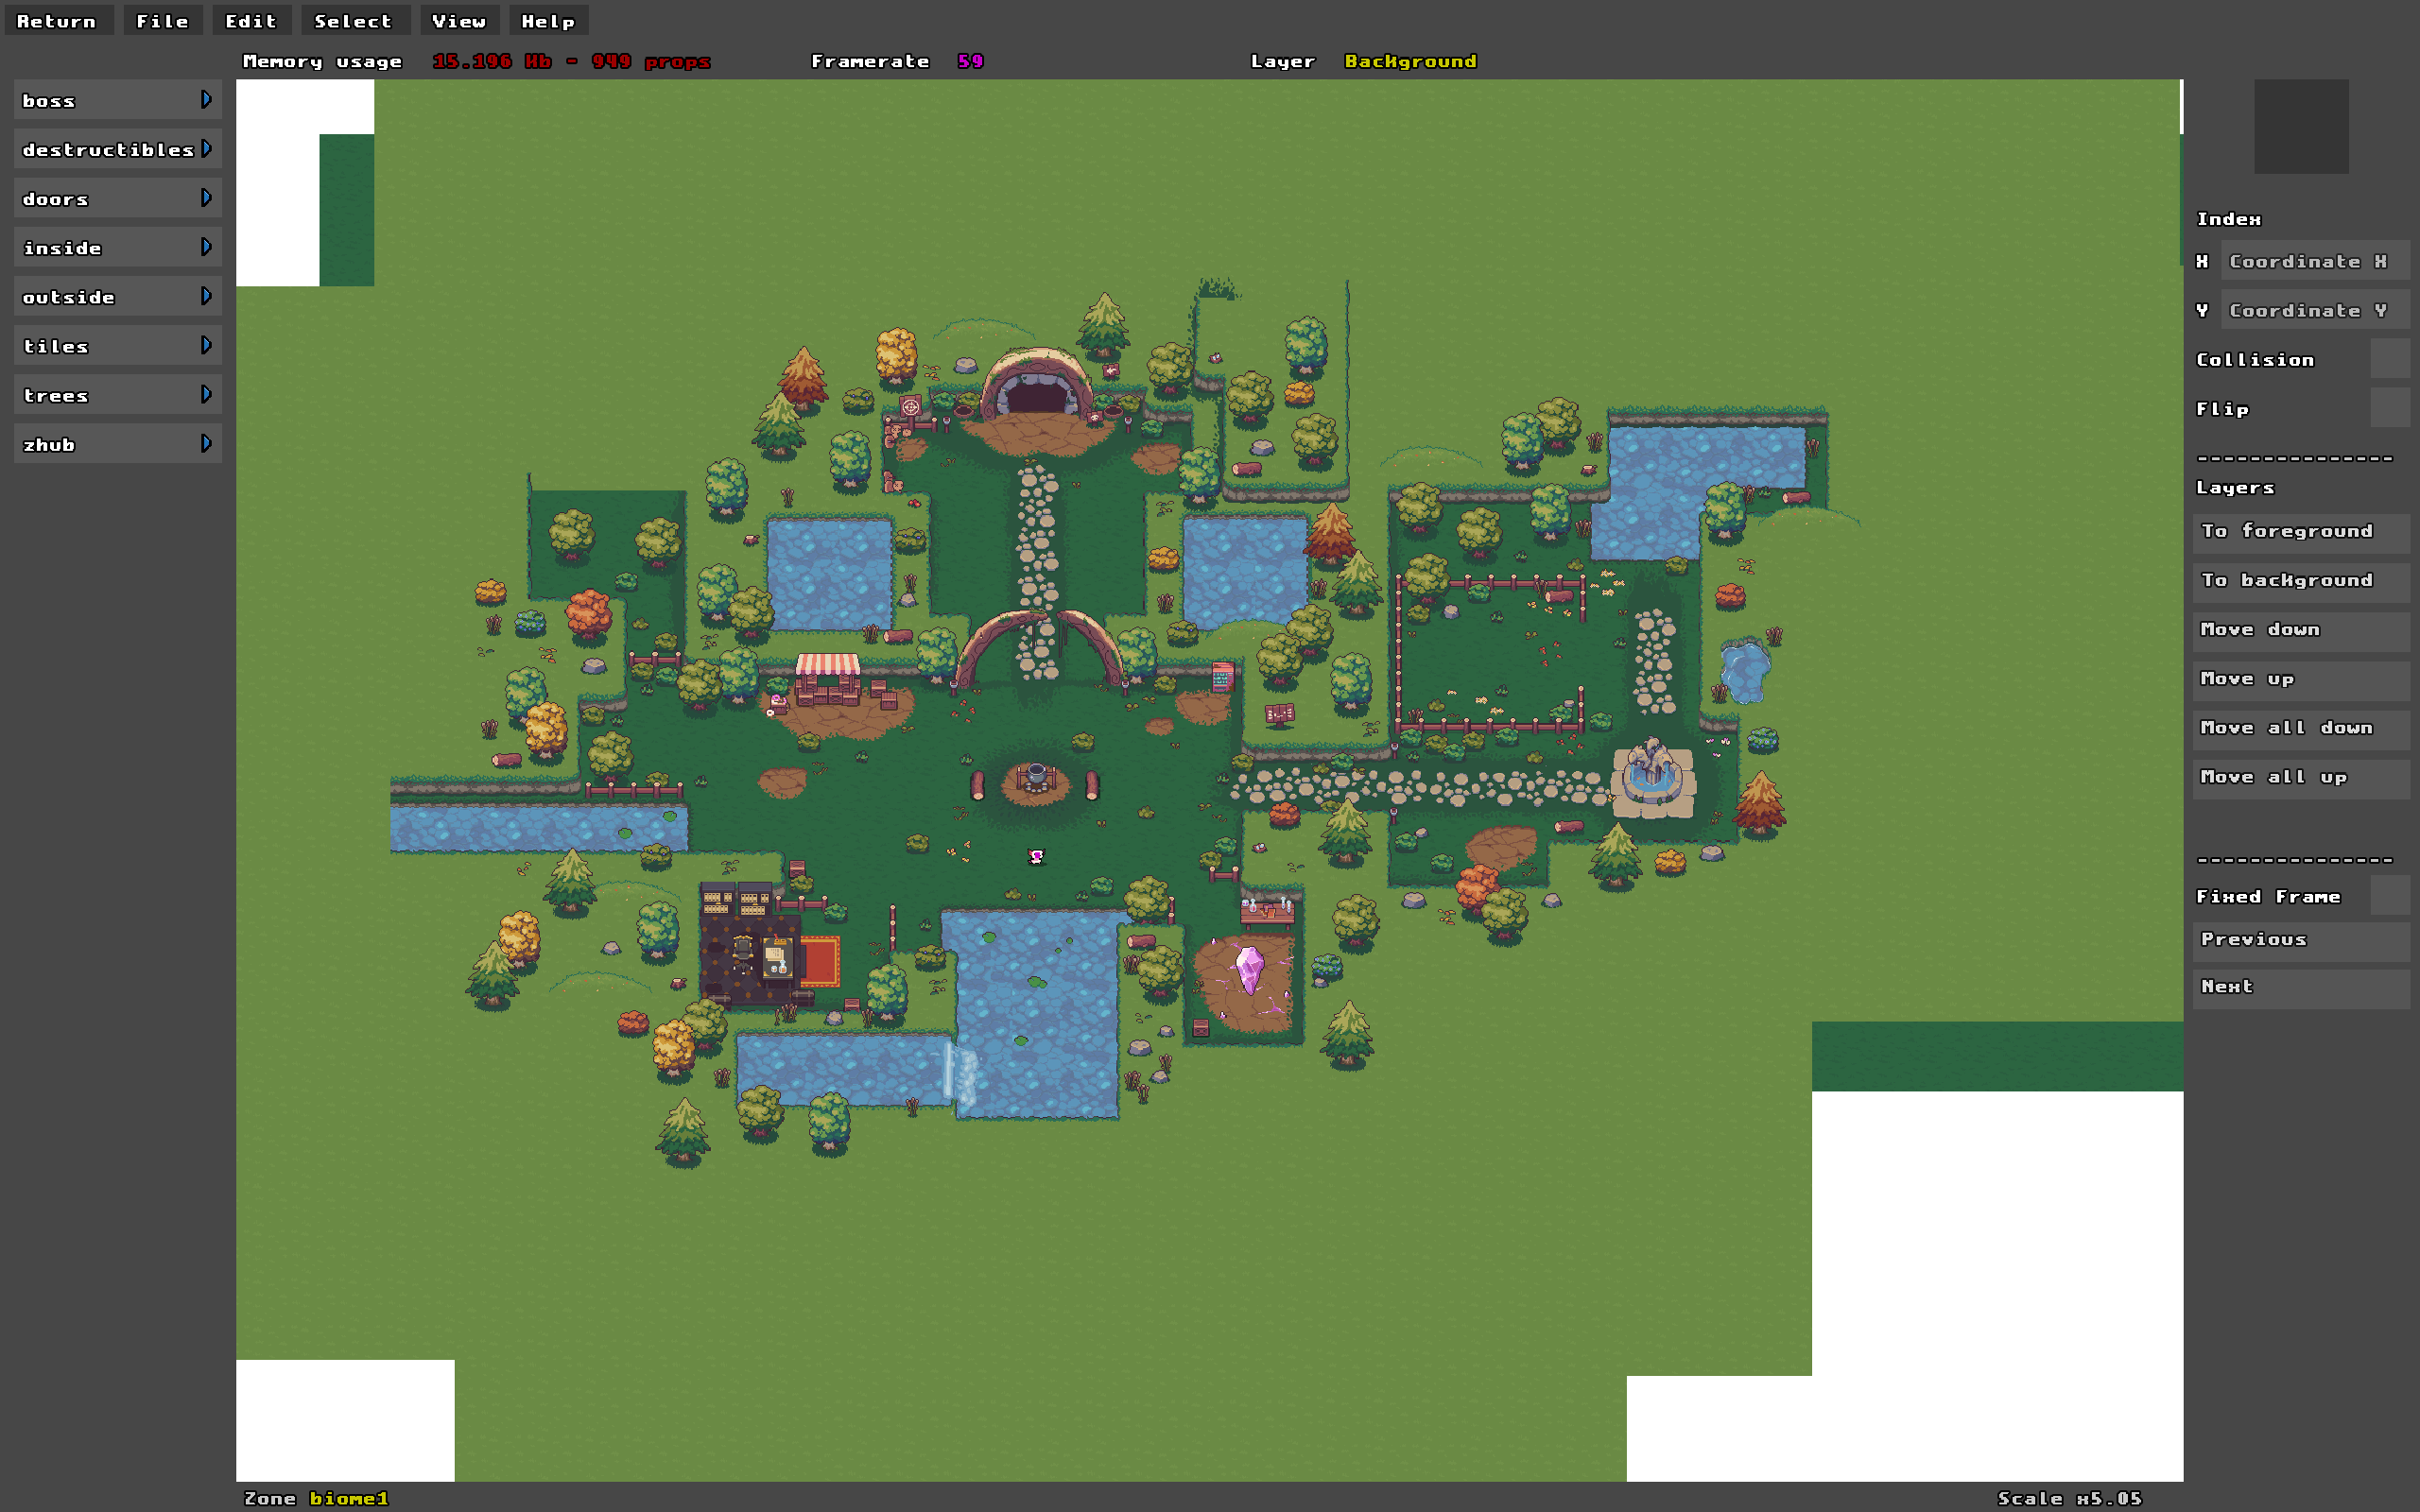 Return File Edit Select View Help
Memory usage 15.196 Kb - 949 props Framerate 59 Layer Background
boss
destructibles
doors
inside
outside
tiles
trees
zhub
Index
X Coordinate X
Y Coordinate Y
Collision
Flip
---------------
Layers
To foreground
To background
Move down
Move up
Move all down
Move all up
---------------
Fixed Frame
Previous
Next
Zone biome1 Scale x5.05